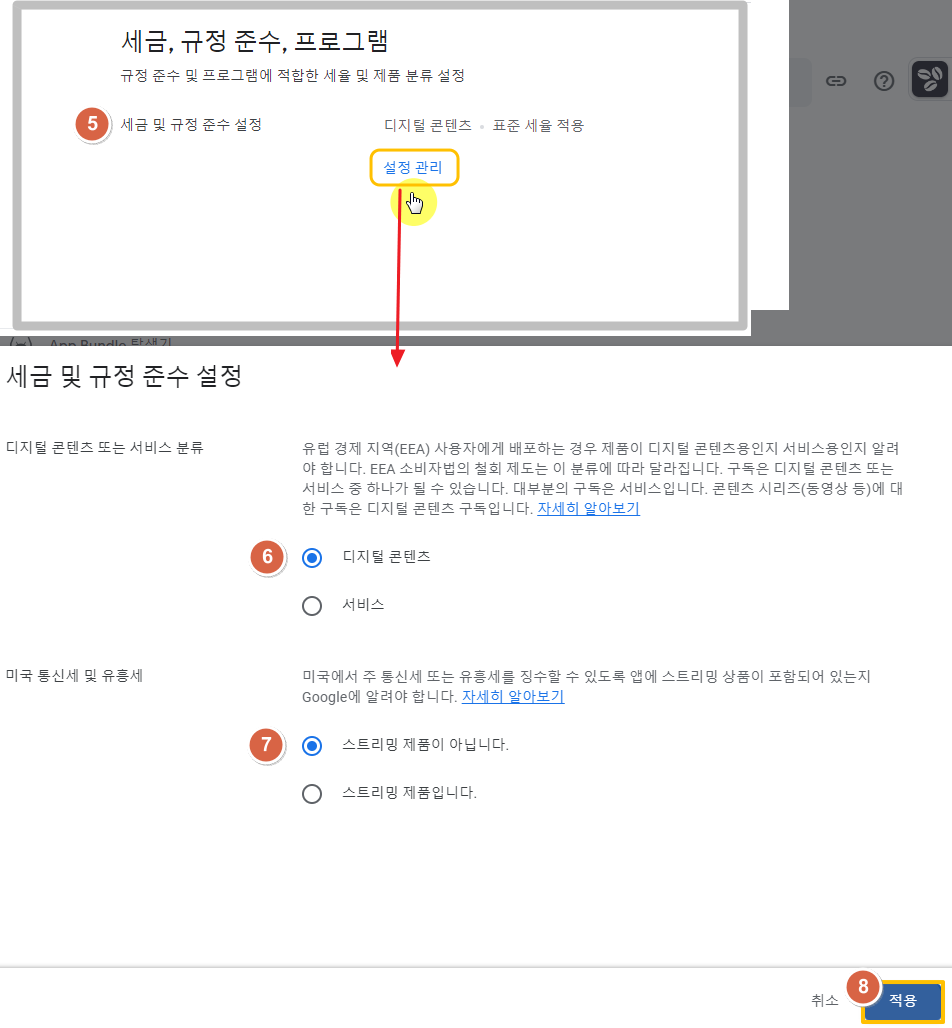 세금, 규정 준수, 프로그램
규정 준수 및 프로그램에 적합한 세율 및 제품 분류 설정
5 세금 및 규정 준수 설정 디지털 콘텐츠 • 표준 세율 적용
설정 관리
App Bundle 탐색기
세금 및 규정 준수 설정
디지털 콘텐츠 또는 서비스 분류
유럽 경제 지역(EEA) 사용자에게 배포하는 경우 제품이 디지털 콘텐츠용인지 서비스용인지 알려
야 합니다. EEA 소비자법의 철회 제도는 이 분류에 따라 달라집니다. 구독은 디지털 콘텐츠 또는
서비스 중 하나가 될 수 있습니다. 대부분의 구독은 서비스입니다. 콘텐츠 시리즈(동영상 등)에 대
한 구독은 디지털 콘텐츠 구독입니다. 자세히 알아보기
6 디지털 콘텐츠
서비스
미국 통신세 및 유흥세
미국에서 주 통신세 또는 유흥세를 징수할 수 있도록 앱에 스트리밍 상품이 포함되어 있는지
Google에 알려야 합니다. 자세히 알아보기
7 스트리밍 제품이 아닙니다.
스트리밍 제품입니다.
취소 8 적용